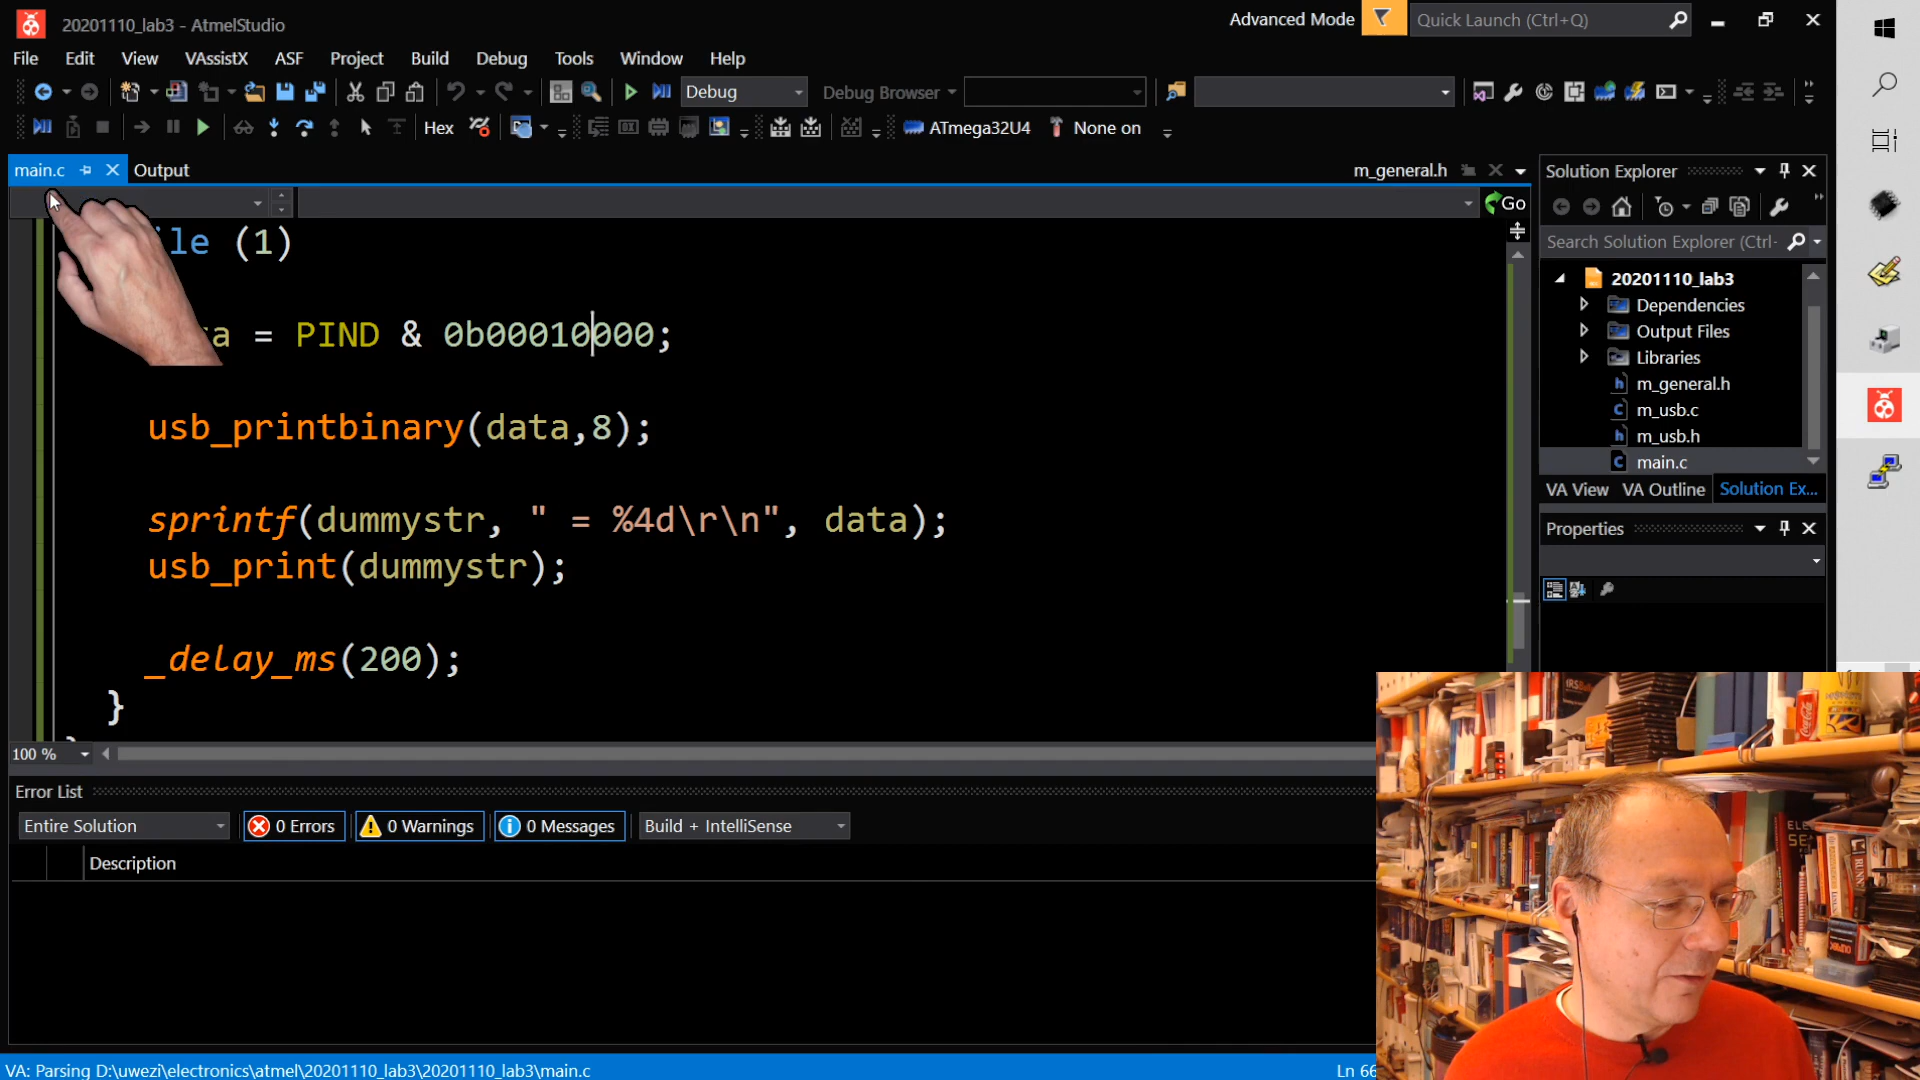 20201110_lab3 - AtmelStudio
Advanced Mode
Quick Launch (Ctrl+Q)
File Edit View VAssistX ASF Project Build Debug Tools Window Help
Debug
Debug Browser
Hex
ATmega32U4
None on
main.c
Output
m_general.h
Go
ile (1)
a = PIND & 0b00010000;
usb_printbinary(data,8);
sprintf(dummystr, " = %4d\r\n", data);
usb_print(dummystr);
_delay_ms(200);
}
100 %
Solution Explorer
Search Solution Explorer (Ctrl-
20201110_lab3
Dependencies
Output Files
Libraries
m_general.h
m_usb.c
m_usb.h
main.c
VA View VA Outline Solution Ex...
Properties
Error List
Entire Solution
0 Errors
0 Warnings
0 Messages
Build + IntelliSense
Description
VA: Parsing D:\uwezi\electronics\atmel\20201110_lab3\20201110_lab3\main.c
Ln 66